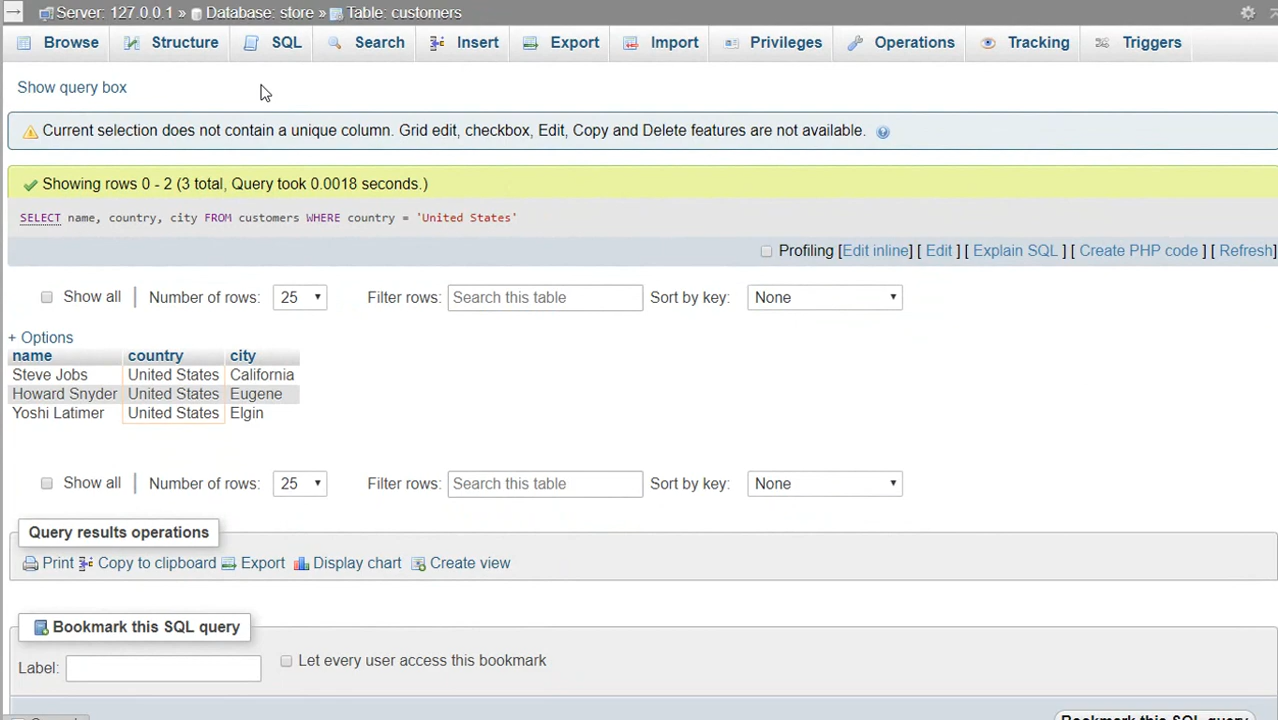 Server: 127.0.0.1 » Database: store » Table: customers
Browse Structure SQL Search Insert Export Import Privileges Operations Tracking Triggers
Show query box
Current selection does not contain a unique column. Grid edit, checkbox, Edit, Copy and Delete features are not available.
Showing rows 0 - 2 (3 total, Query took 0.0018 seconds.)
SELECT name, country, city FROM customers WHERE country = 'United States'
Profiling [Edit inline] [ Edit ] [ Explain SQL ] [ Create PHP code ] [ Refresh]
Show all | Number of rows: 25 Filter rows: Search this table Sort by key: None
+ Options
name country city
Steve Jobs United States California
Howard Snyder United States Eugene
Yoshi Latimer United States Elgin
Show all | Number of rows: 25 Filter rows: Search this table Sort by key: None
Query results operations
Print Copy to clipboard Export Display chart Create view
Bookmark this SQL query
Label: Let every user access this bookmark
Bookmark this SQL query